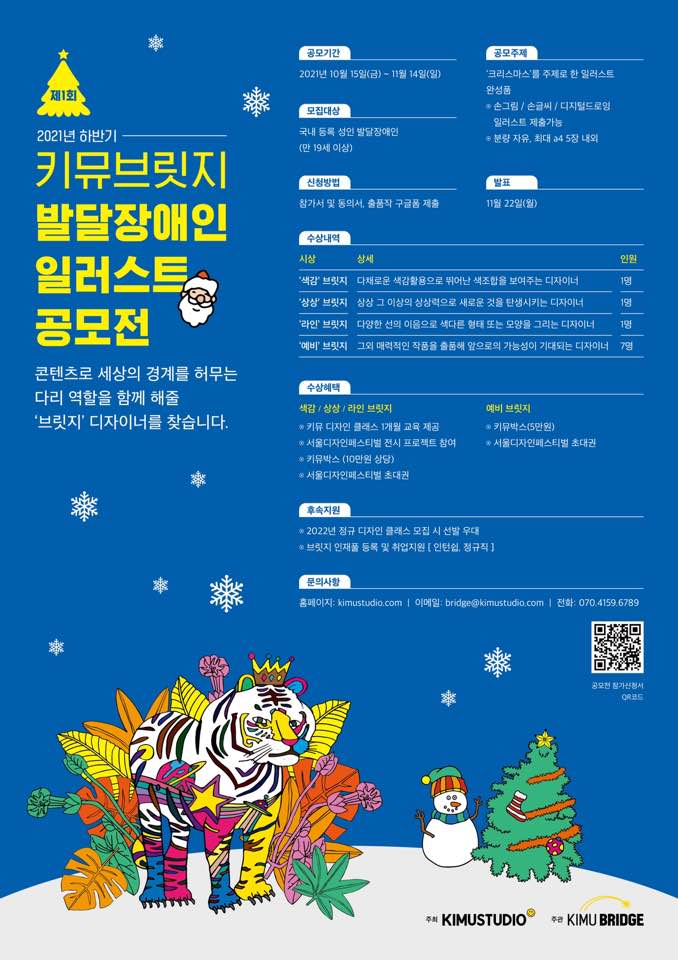 제1회
2021년 하반기
키뮤브릿지
발달장애인
일러스트
공모전
콘텐츠로 세상의 경계를 허무는
다리 역할을 함께 해줄
‘브릿지’ 디자이너를 찾습니다.
공모기간
2021년 10월 15일(금) ~ 11월 14일(일)
공모주제
‘크리스마스’를 주제로 한 일러스트
완성품
※ 손그림 / 손글씨 / 디지털드로잉
일러스트 제출가능
※ 분량 자유, 최대 a4 5장 내외
모집대상
국내 등록 성인 발달장애인
(만 19세 이상)
신청방법
참가서 및 동의서, 출품작 구글폼 제출
발표
11월 22일(월)
수상내역
시상 상세 인원
‘색감’ 브릿지 다채로운 색감활용으로 뛰어난 색조합을 보여주는 디자이너 1명
‘상상’ 브릿지 상상 그 이상의 상상력으로 새로운 것을 탄생시키는 디자이너 1명
‘라인’ 브릿지 다양한 선의 이음으로 색다른 형태 또는 모양을 그리는 디자이너 1명
‘예비’ 브릿지 그외 매력적인 작품을 출품해 앞으로의 가능성이 기대되는 디자이너 7명
수상혜택
색감 / 상상 / 라인 브릿지
※ 키뮤 디자인 클래스 1개월 교육 제공
※ 서울디자인페스티벌 전시 프로젝트 참여
※ 키뮤박스 (10만원 상당)
※ 서울디자인페스티벌 초대권
예비 브릿지
※ 키뮤박스(5만원)
※ 서울디자인페스티벌 초대권
후속지원
※ 2022년 정규 디자인 클래스 모집 시 선발 우대
※ 브릿지 인재풀 등록 및 취업지원 [ 인턴쉽, 정규직 ]
문의사항
홈페이지: kimustudio.com | 이메일: bridge@kimustudio.com | 전화: 070.4159.6789
공모전 참가신청서
QR코드
주최 KIMUSTUDIO 주관 KIMU BRIDGE